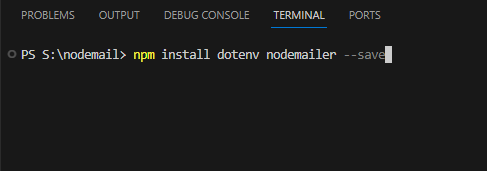 PROBLEMS OUTPUT DEBUG CONSOLE TERMINAL PORTS
PS S:\nodemail> npm install dotenv nodemailer --save